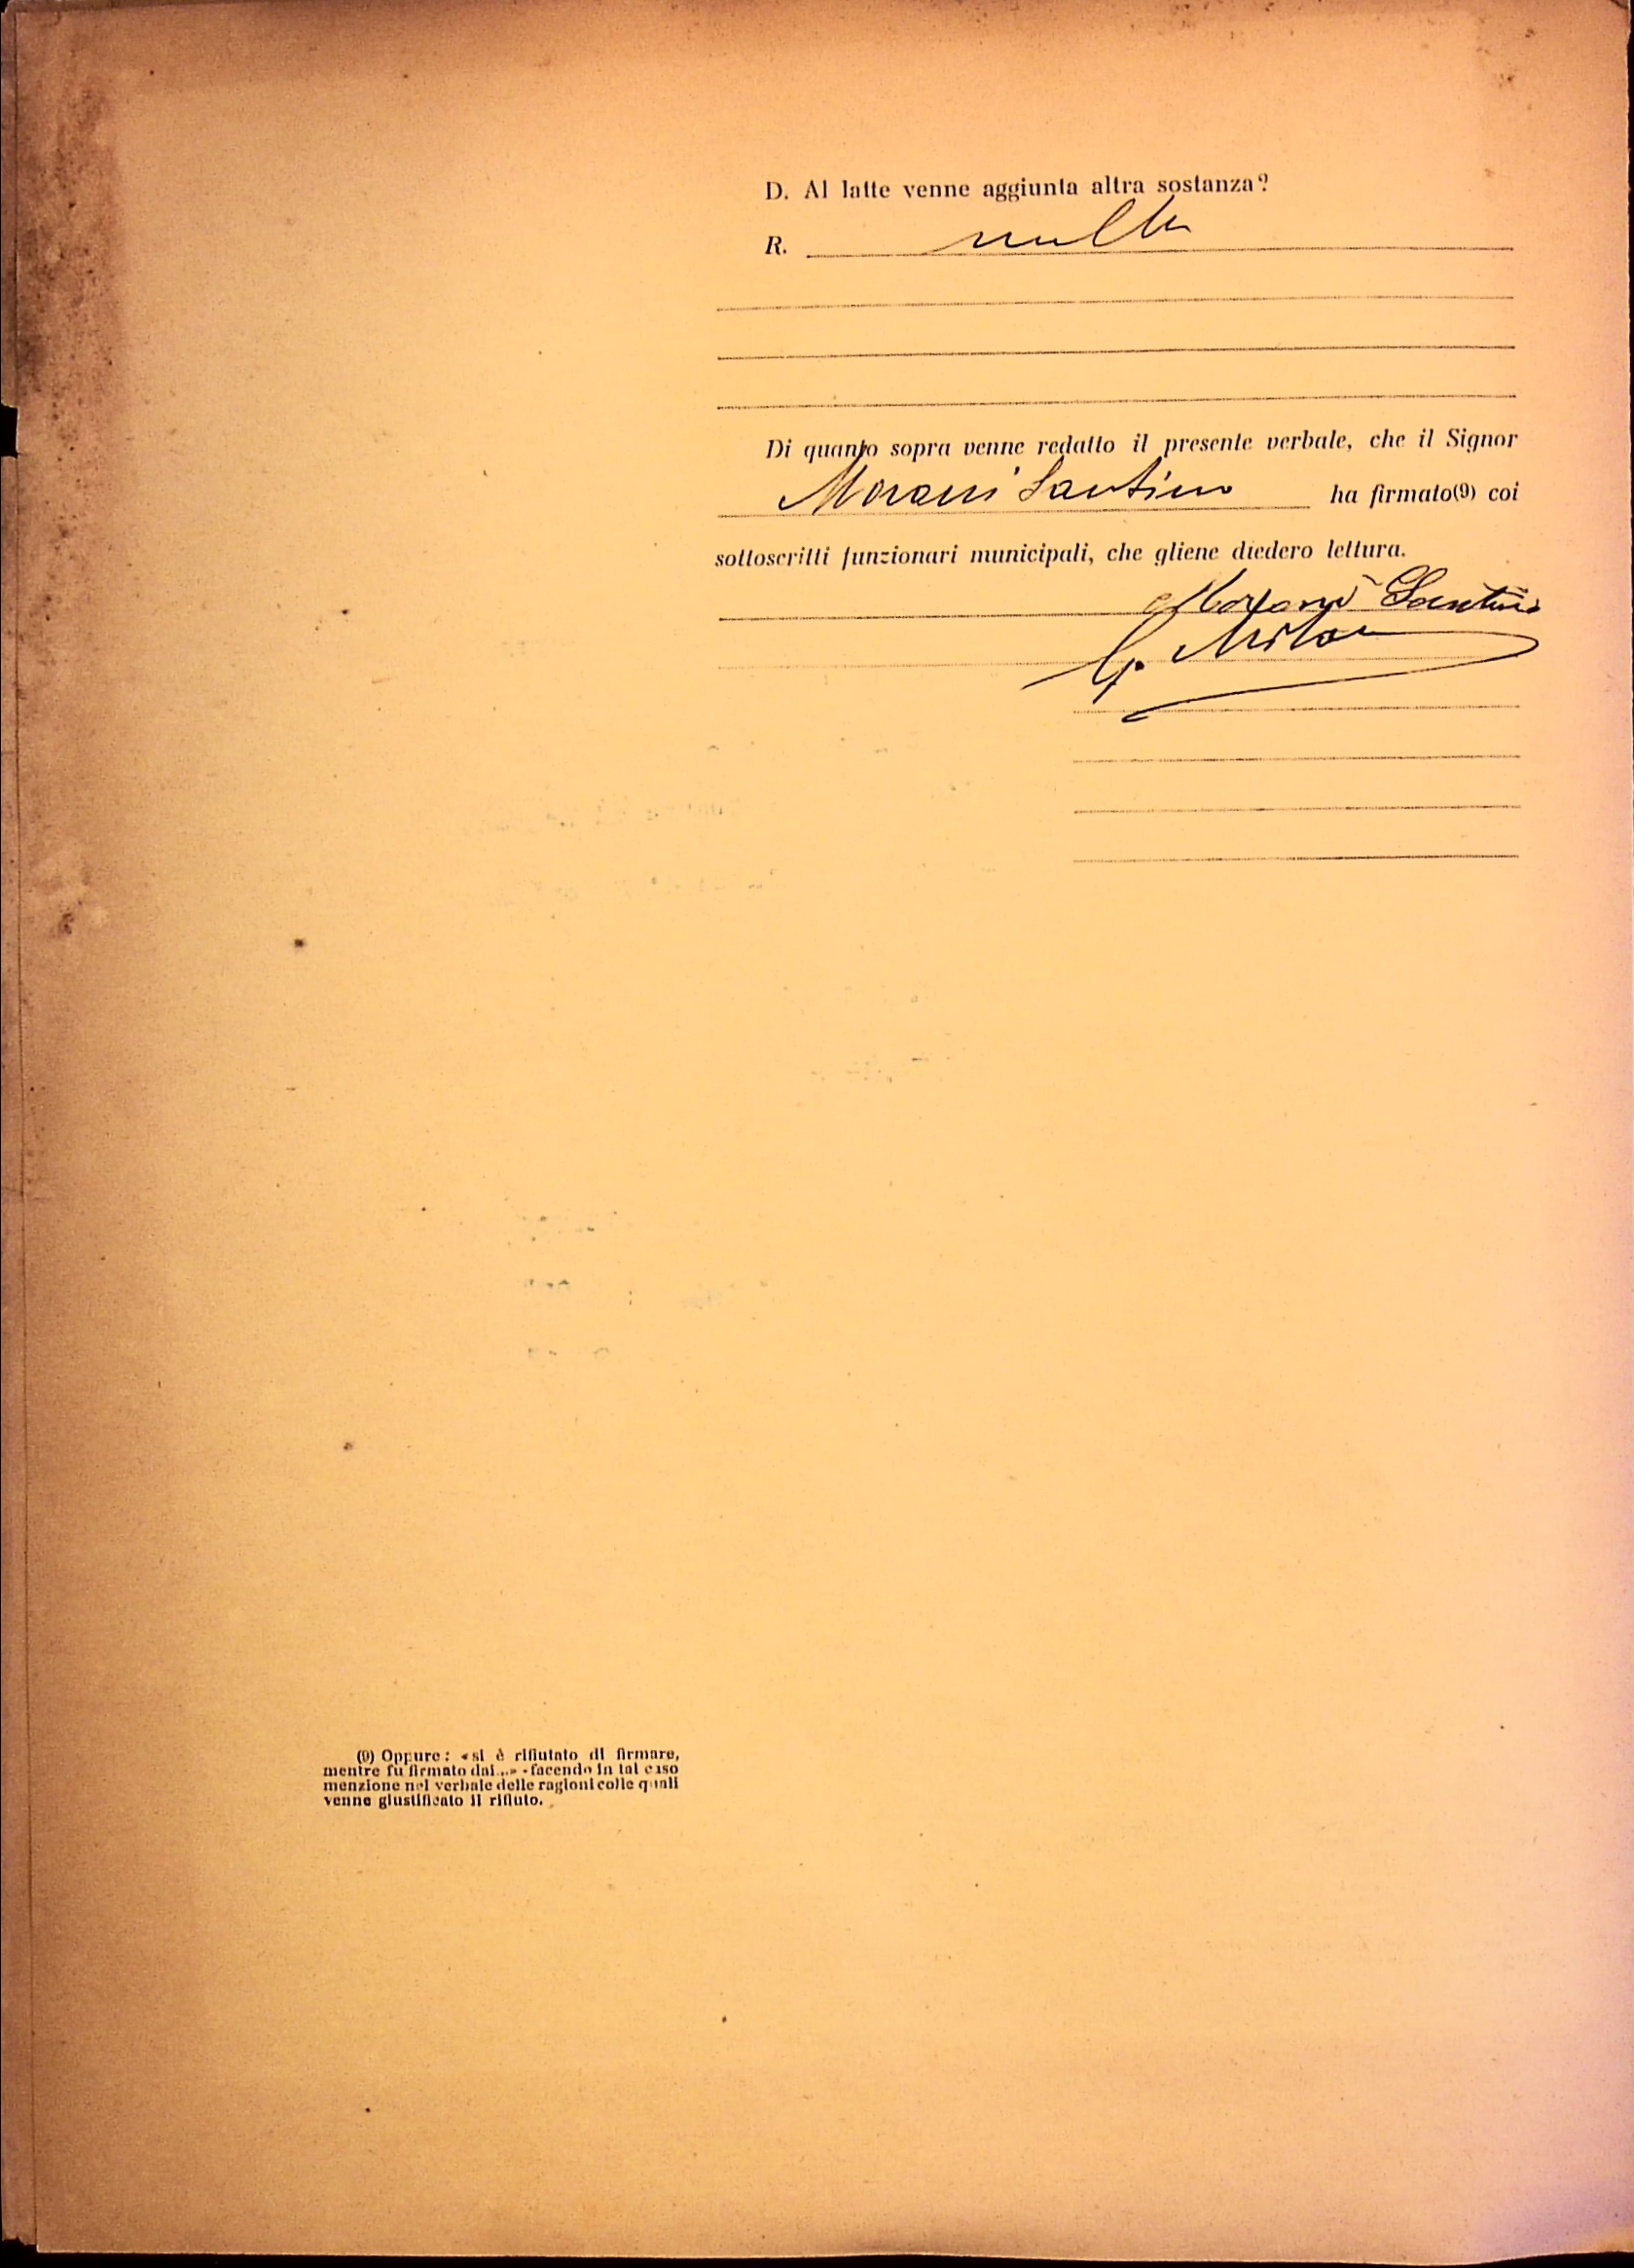 D. Al latte venne aggiunta altra sostanza?
R. nulla
Di quanto sopra venne redatto il presente verbale, che il Signor
Morani Santino ha firmato(9) coi
sottoscritti funzionari municipali, che gliene diedero lettura.
Santino
G. Milan
(9) Oppure: «si è rifiutato di firmare,
mentre fu firmato dai...» - facendo in tal caso
menzione nel verbale delle ragioni colle quali
venne giustificato il rifiuto.